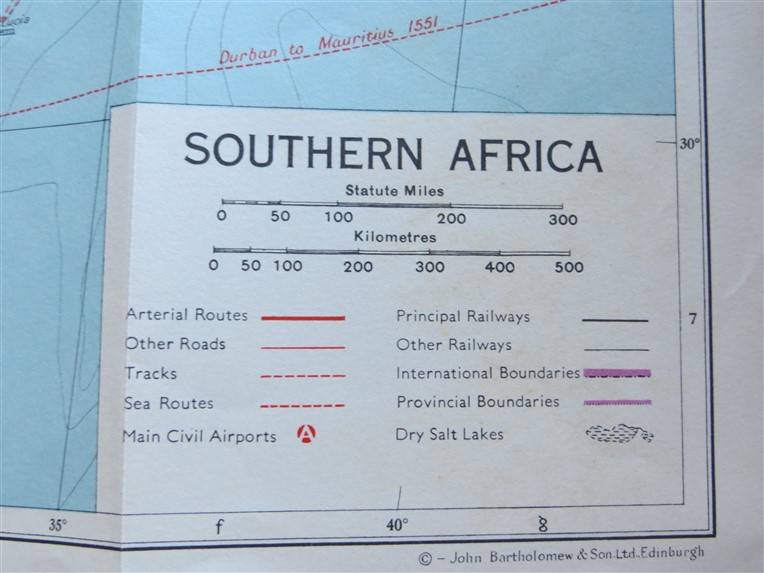 Durban to Mauritius 1551
SOUTHERN AFRICA
30°
Statute Miles
0 50 100 200 300
Kilometres
0 50 100 200 300 400 500
Arterial Routes
Principal Railways
7
Other Roads
Other Railways
Tracks
International Boundaries
Sea Routes
Provincial Boundaries
Main Civil Airports A
Dry Salt Lakes
35° f 40° g
© – John Bartholomew & Son. Ltd. Edinburgh